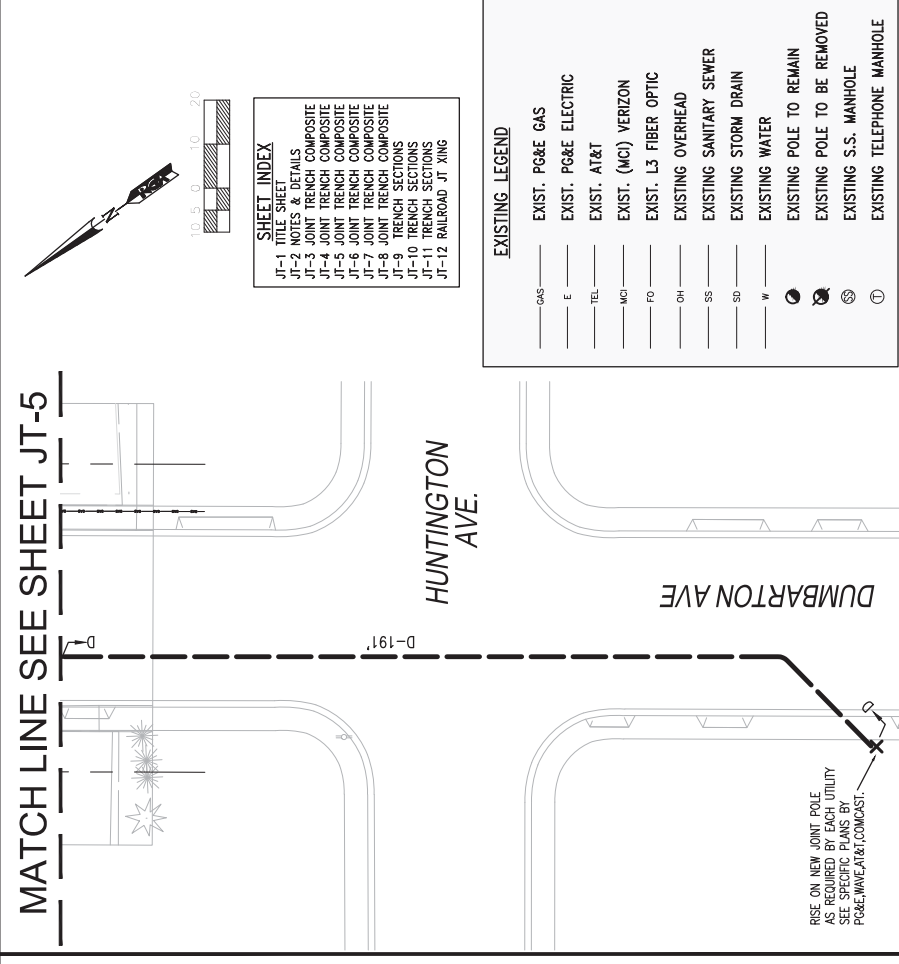 MATCH LINE SEE SHEET JT-5
N
RGA
10 5 0 10 20
SHEET INDEX
JT-1 TITLE SHEET
JT-2 NOTES & DETAILS
JT-3 JOINT TRENCH COMPOSITE
JT-4 JOINT TRENCH COMPOSITE
JT-5 JOINT TRENCH COMPOSITE
JT-6 JOINT TRENCH COMPOSITE
JT-7 JOINT TRENCH COMPOSITE
JT-8 JOINT TRENCH COMPOSITE
JT-9 TRENCH SECTIONS
JT-10 TRENCH SECTIONS
JT-11 TRENCH SECTIONS
JT-12 RAILROAD JT XING
EXISTING LEGEND
GAS EXIST. PG&E GAS
E EXIST. PG&E ELECTRIC
TEL EXIST. AT&T
MCI EXIST. (MCI) VERIZON
FO EXIST. L3 FIBER OPTIC
OH EXISTING OVERHEAD
SS EXISTING SANITARY SEWER
SD EXISTING STORM DRAIN
W EXISTING WATER
EXISTING POLE TO REMAIN
EXISTING POLE TO BE REMOVED
SS EXISTING S.S. MANHOLE
T EXISTING TELEPHONE MANHOLE
HUNTINGTON
AVE.
DUMBARTON AVE
D
D-191'
D
RISE ON NEW JOINT POLE
AS REQUIRED BY EACH UTILITY
SEE SPECIFIC PLANS BY
PG&E,WAVE,AT&T,COMCAST.